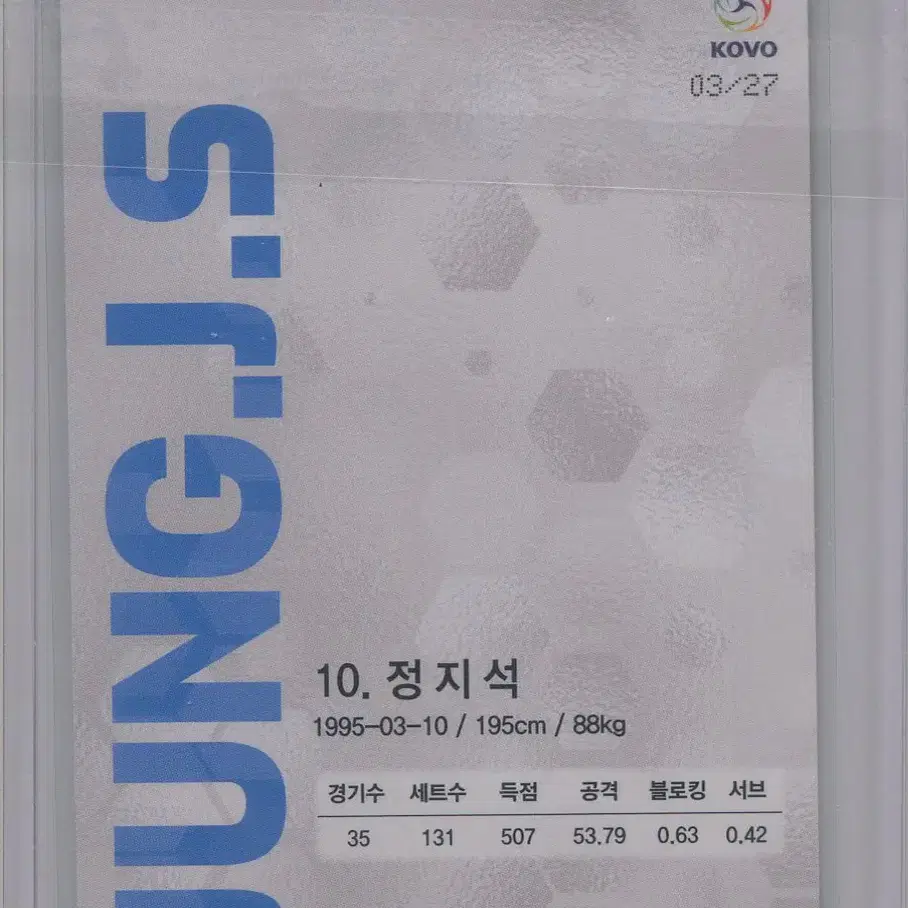 KOVO
03/27
JUNG.J.S
10. 정지석
1995-03-10 / 195cm / 88kg
경기수 세트수 득점 공격 블로킹 서브
35 131 507 53.79 0.63 0.42